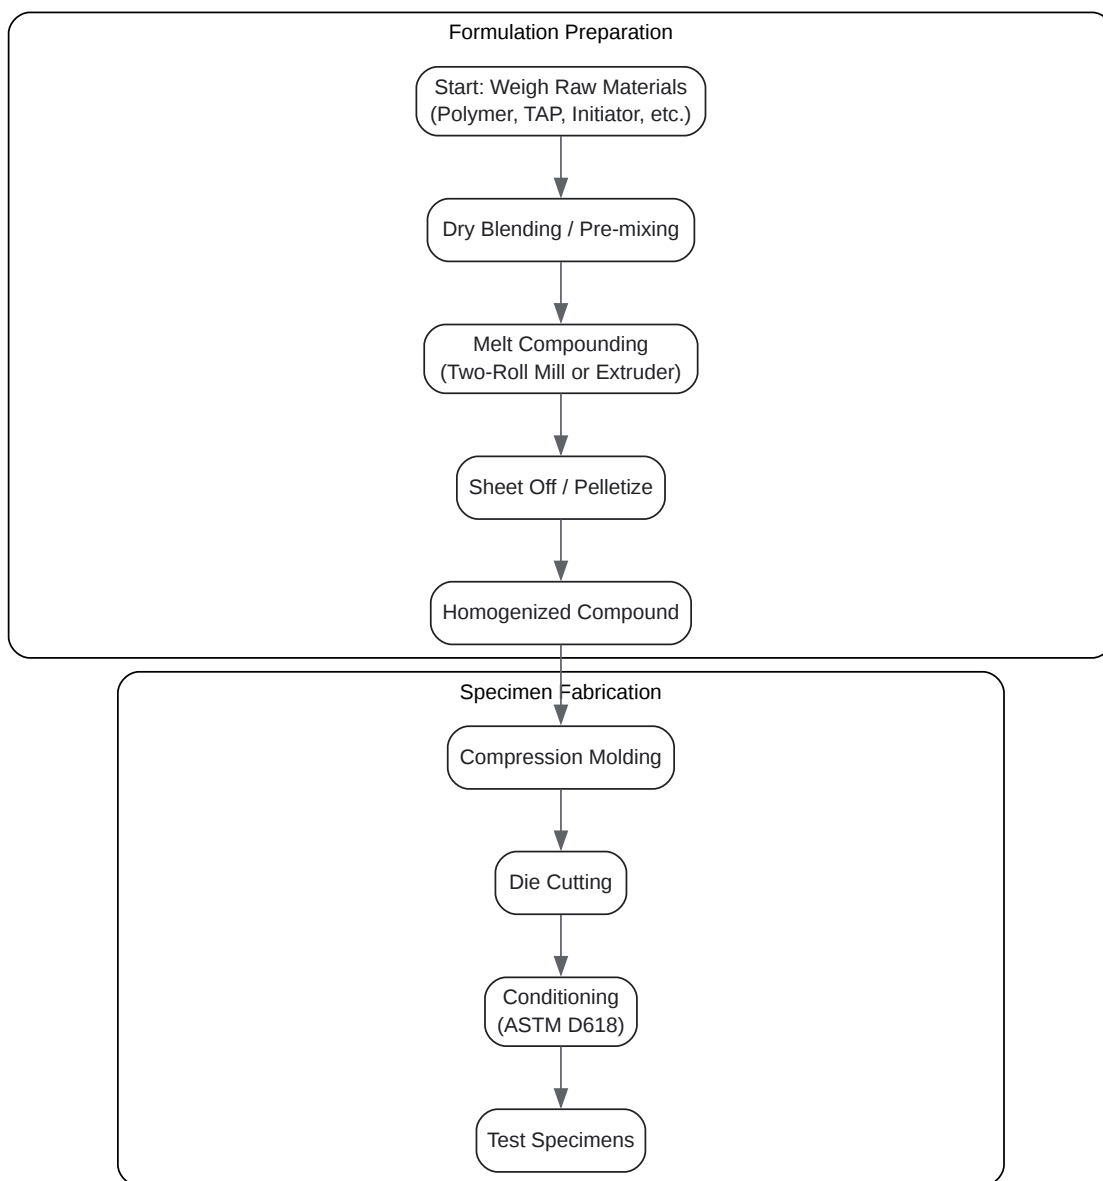 Formulation Preparation
Start: Weigh Raw Materials
(Polymer, TAP, Initiator, etc.)
Dry Blending / Pre-mixing
Melt Compounding
(Two-Roll Mill or Extruder)
Sheet Off / Pelletize
Homogenized Compound
Specimen Fabrication
Compression Molding
Die Cutting
Conditioning
(ASTM D618)
Test Specimens